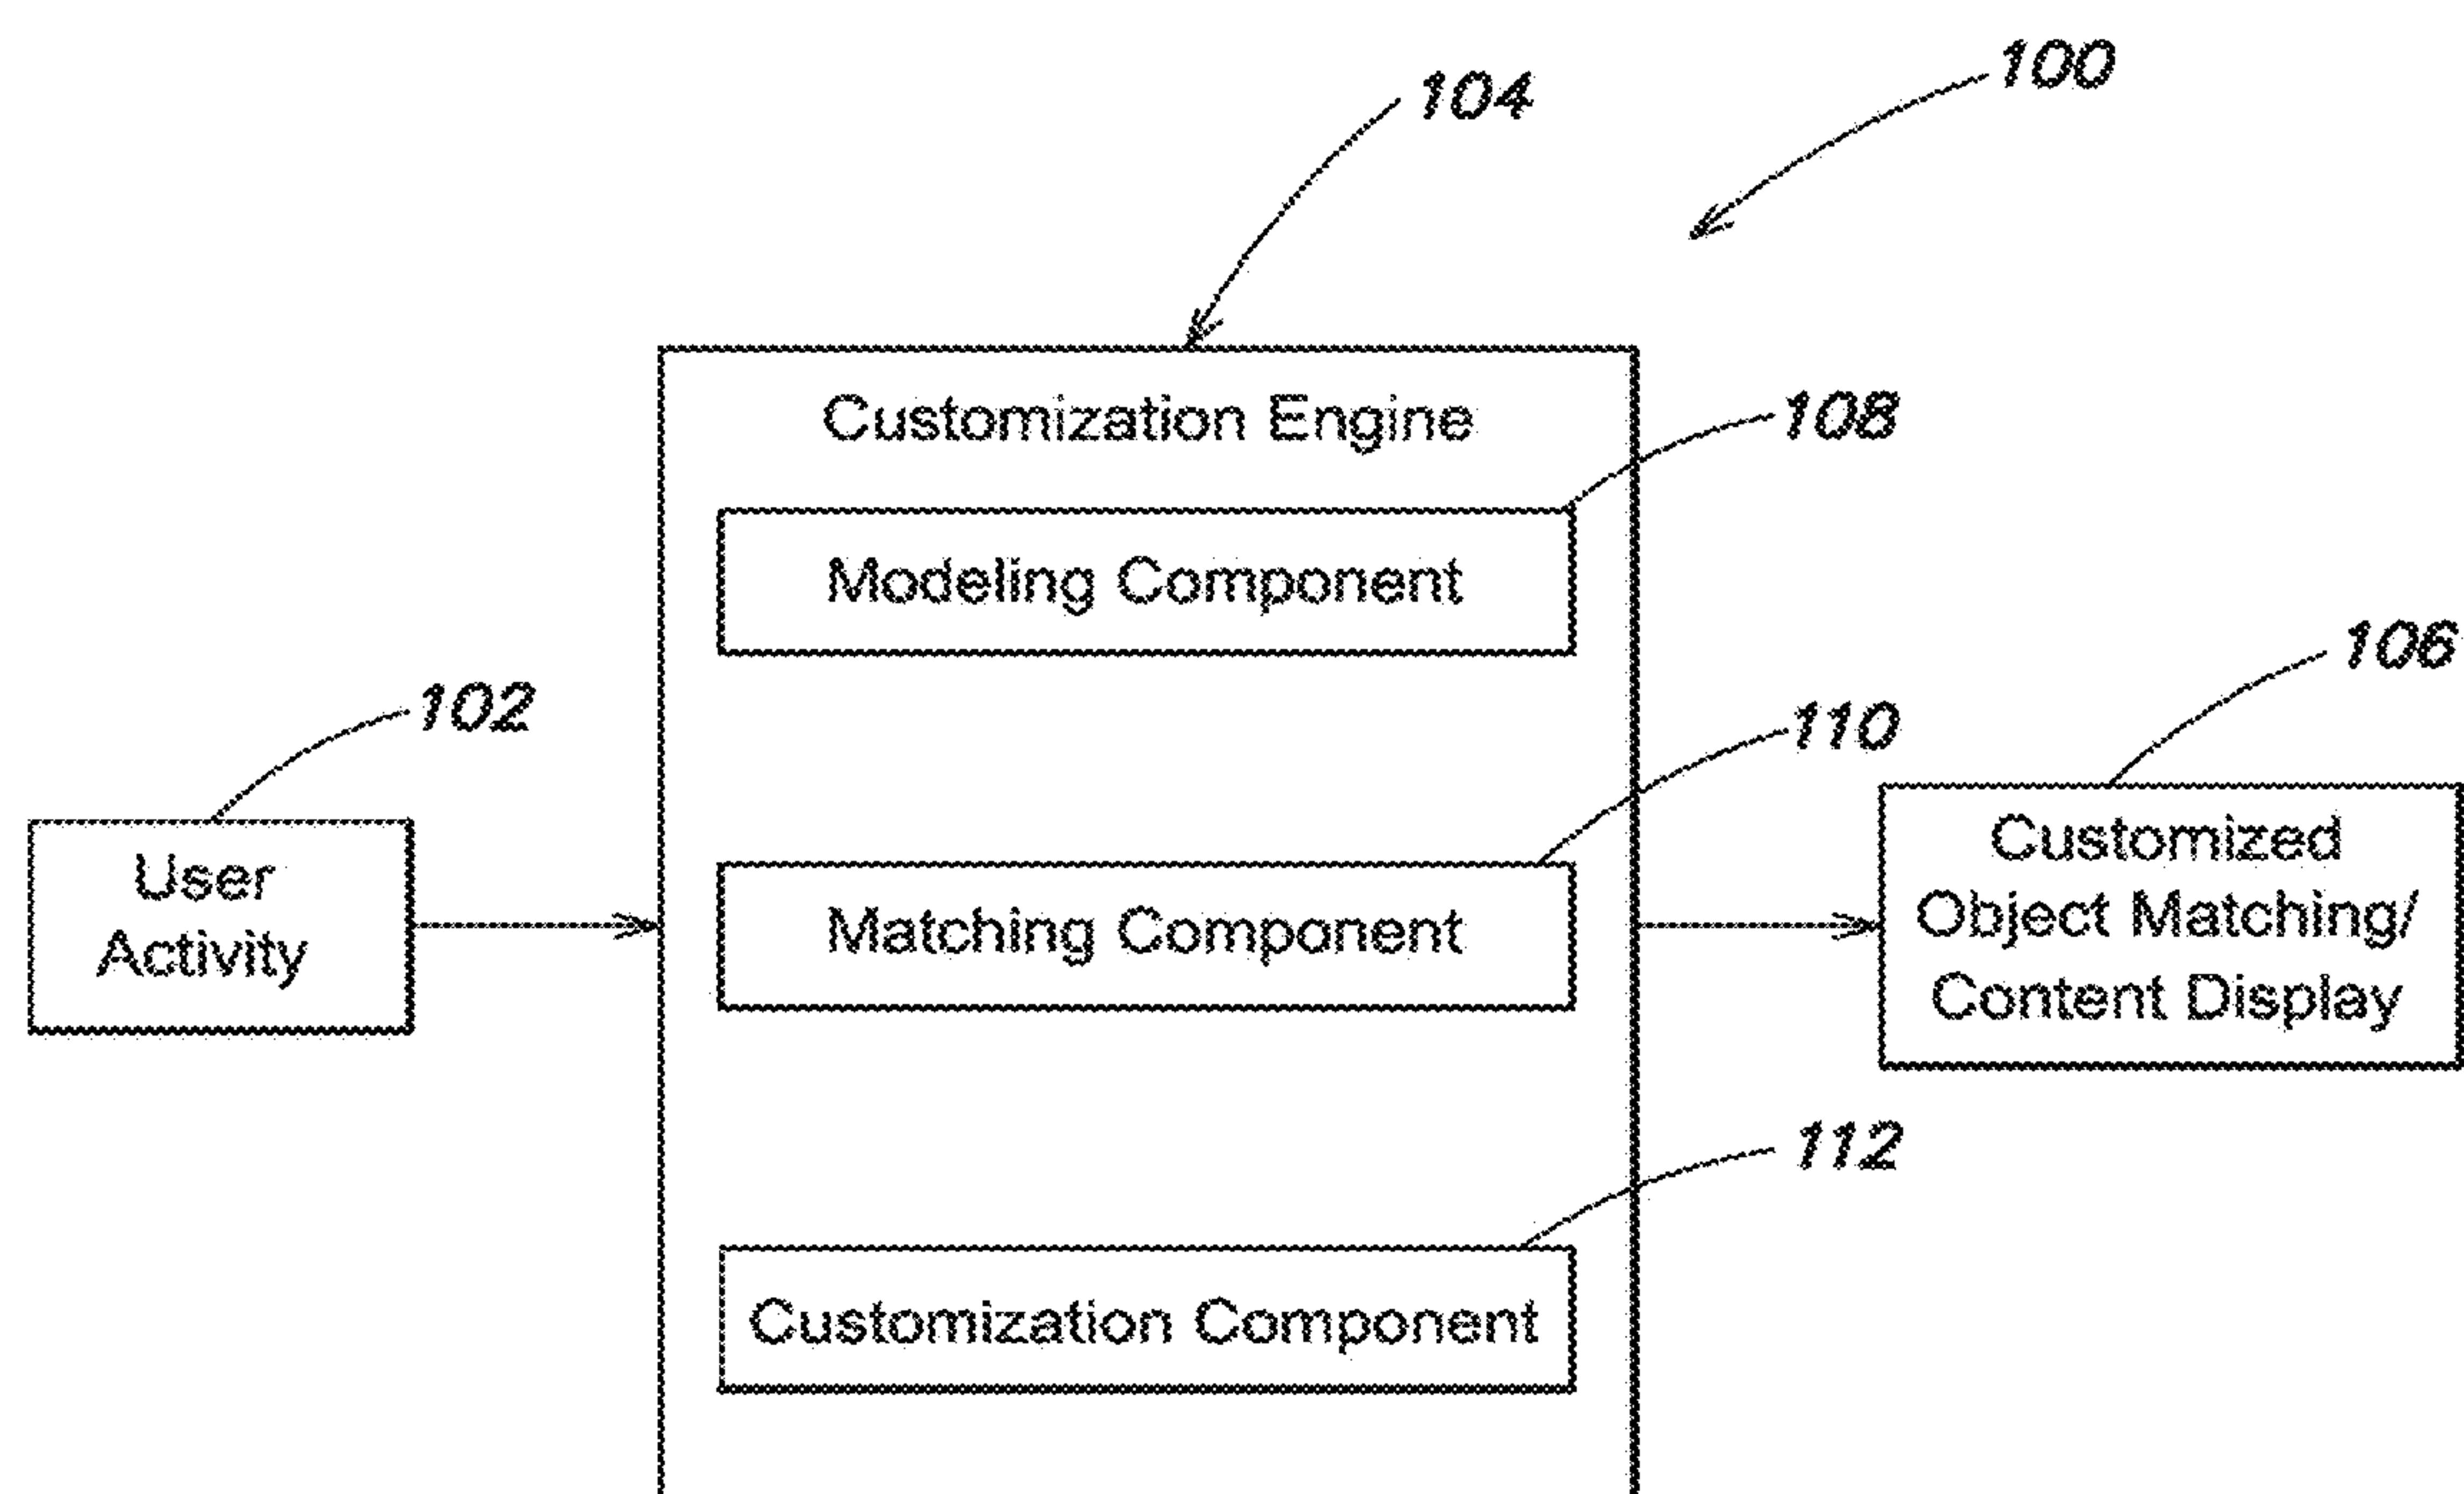 100
104
Customization Engine
108
Modeling Component
106
102
110
User
Activity
Matching Component
Customized
Object Matching/
Content Display
112
Customization Component